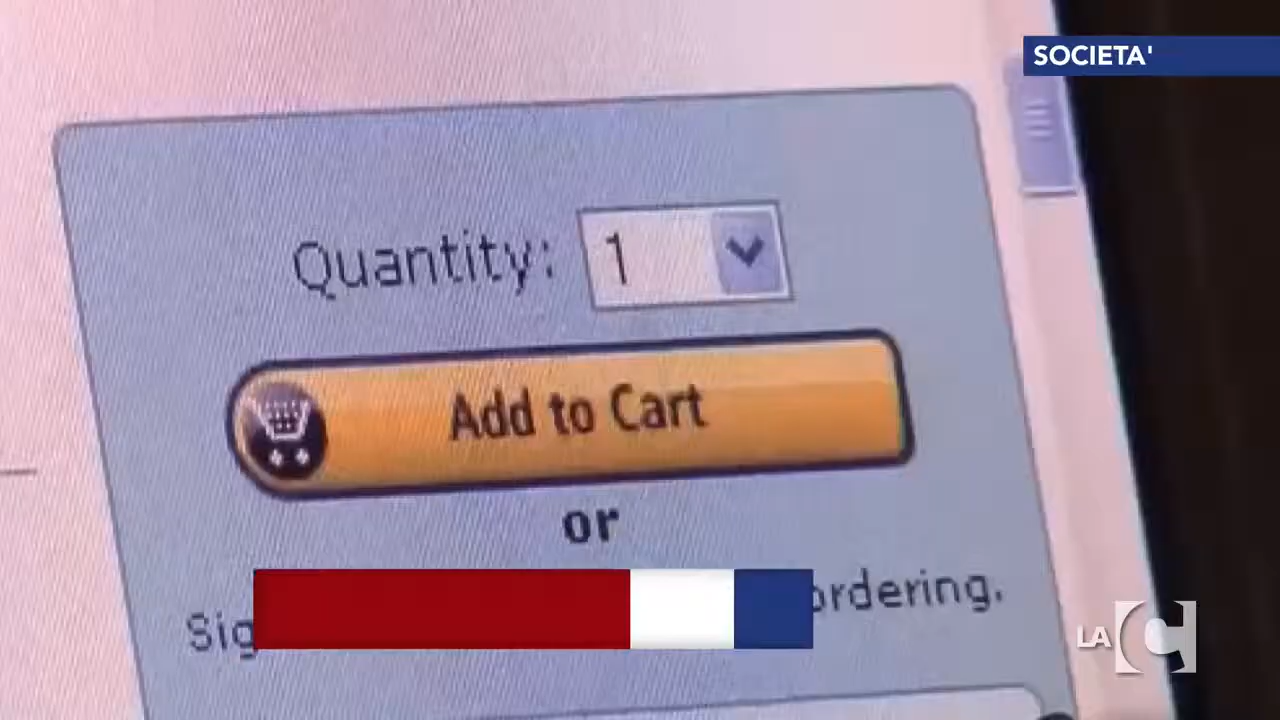 SOCIETA'
Quantity: 1
Add to Cart
or
Sig ordering.
LA C